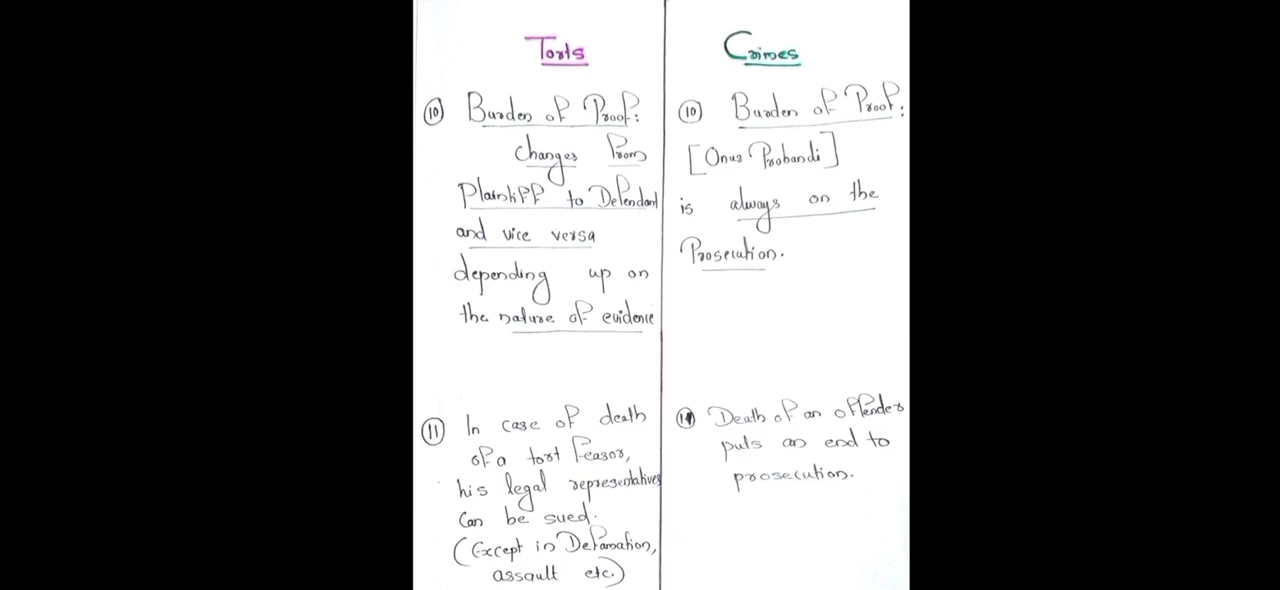 Torts
⑩ Burden of Proof:
changes from
Plaintiff to Defendant
and vice versa
depending up on
the nature of evidence
⑪ In case of death
of a tort feasor,
his legal representatives
Can be sued.
(Except in Defamation,
assault etc.)
Crimes
⑩ Burden of Proof:
[Onus Probandi]
is always on the
Prosecution.
⑪ Death of an offender
puts an end to
prosecution.